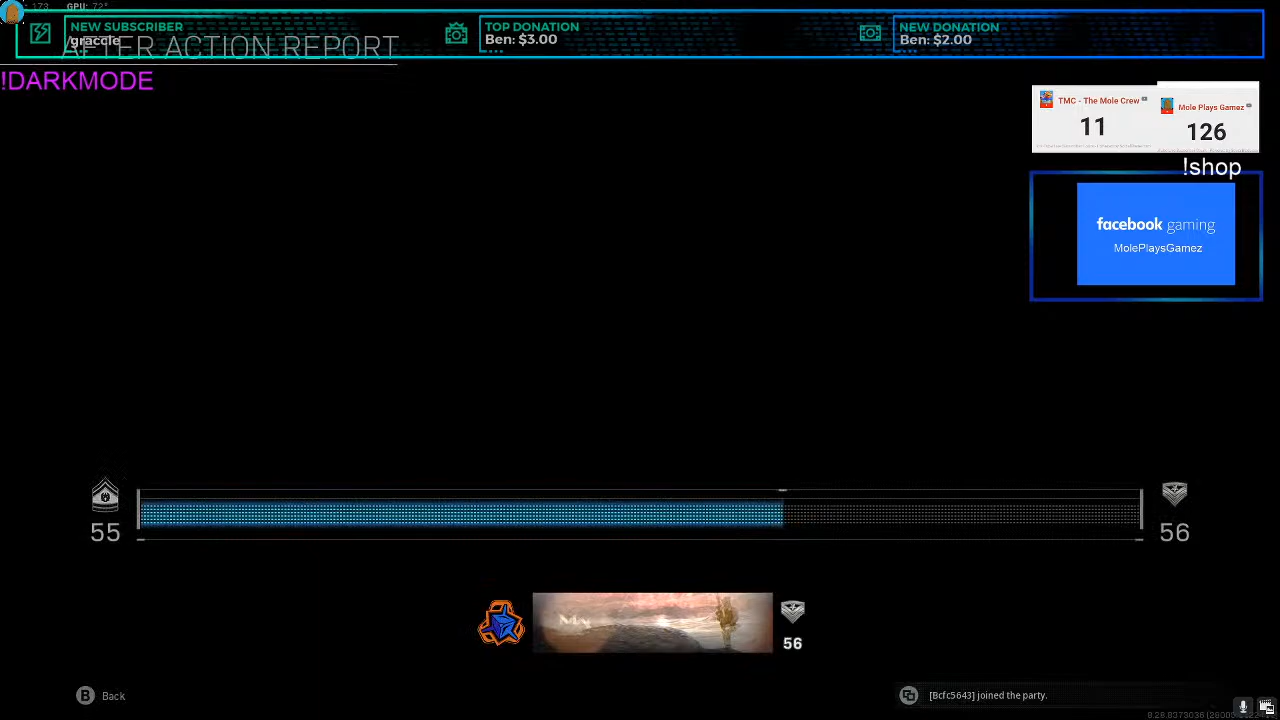 173 GPU: 72°
NEW SUBSCRIBER
graccle
TOP DONATION
Ben: $3.00
NEW DONATION
Ben: $2.00
AFTER ACTION REPORT
!DARKMODE
TMC - The Mole Crew
11
Mole Plays Gamez
126
!shop
facebook gaming
MolePlaysGamez
55
56
56
B Back
[Bcfc5643] joined the party.